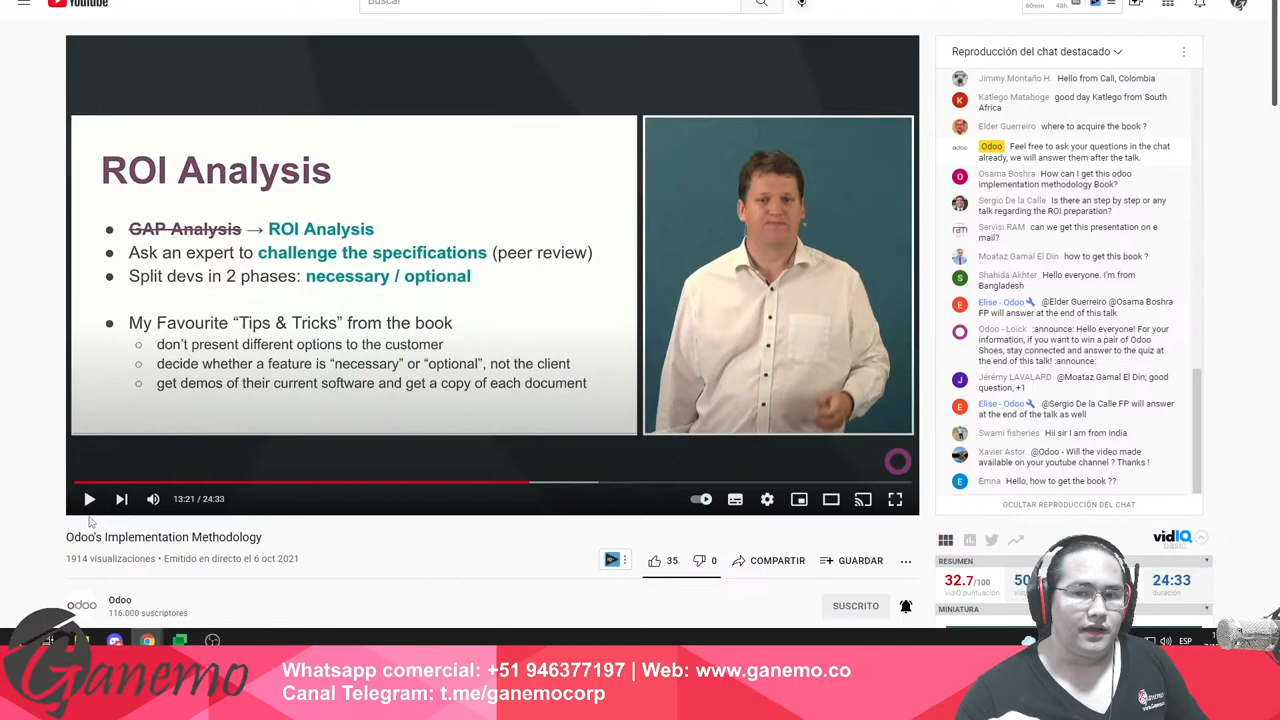 YouTube
Buscar
60min
48h
ROI Analysis
GAP Analysis → ROI Analysis
Ask an expert to challenge the specifications (peer review)
Split devs in 2 phases: necessary / optional
My Favourite “Tips & Tricks” from the book
don’t present different options to the customer
decide whether a feature is “necessary” or “optional”, not the client
get demos of their current software and get a copy of each document
13:21 / 24:33
Odoo's Implementation Methodology
1914 visualizaciones • Emitido en directo el 6 oct 2021
35
0
COMPARTIR
GUARDAR
odoo
Odoo
116.000 suscriptores
SUSCRITO
Reproducción del chat destacado
Jimmy Montaño H. Hello from Cali, Colombia
Katlego Mataboge good day Katlego from South
Africa
Elder Guerreiro where to acquire the book ?
odoo
Odoo Feel free to ask your questions in the chat
already, we will answer them after the talk.
O
Osama Boshra How can I get this odoo
implementation methodology Book?
Sergio De la Calle Is there an step by step or any
talk regarding the ROI preparation?
Servisi RAM can we get this presentation on e
mail?
Moataz Gamal El Din how to get this book ?
S
Shahida Akhter Hello everyone. I'm from
Bangladesh
E
Elise - Odoo @Elder Guerreiro @Osama Boshra
FP will answer at the end of this talk
Odoo - Loïck :announce: Hello everyone! For your
information, if you want to win a pair of Odoo
Shoes, stay connected and answer to the quiz at
the end of this talk! :announce:
J
Jérémy LAVALARD @Moataz Gamal El Din; good
question, +1
E
Elise - Odoo @Sergio De la Calle FP will answer
at the end of the talk as well
Swami fisheries Hii sir I am from india
Xavier Astor @Odoo - Will the video made
available on your youtube channel ? Thanks !
E
Emna Hello, how to get the book ??
OCULTAR REPRODUCCIÓN DEL CHAT
vidIQ
basic
RESUMEN
32.7/100
vidIQ puntuación
24:33
duración
MINIATURA
ESP
Ganemo
Whatsapp comercial: +51 946377197 | Web: www.ganemo.co
Canal Telegram: t.me/ganemocorp